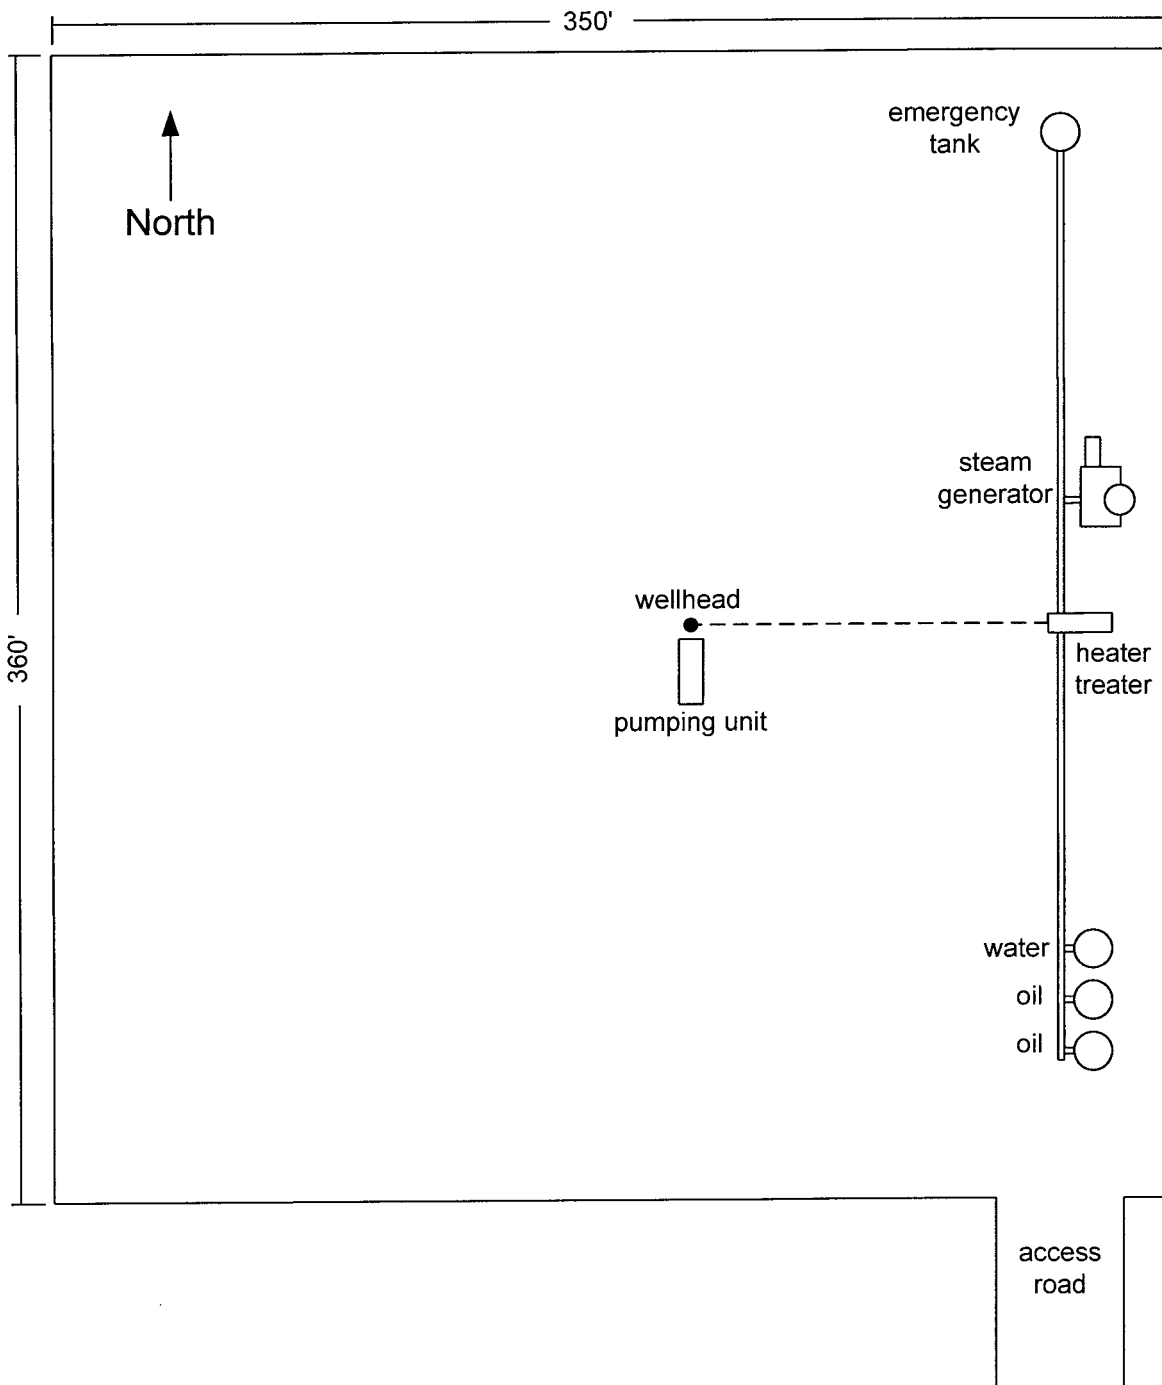 350'
emergency
tank
North
steam
generator
wellhead
360'
heater
treater
pumping unit
water
oil
oil
access
road